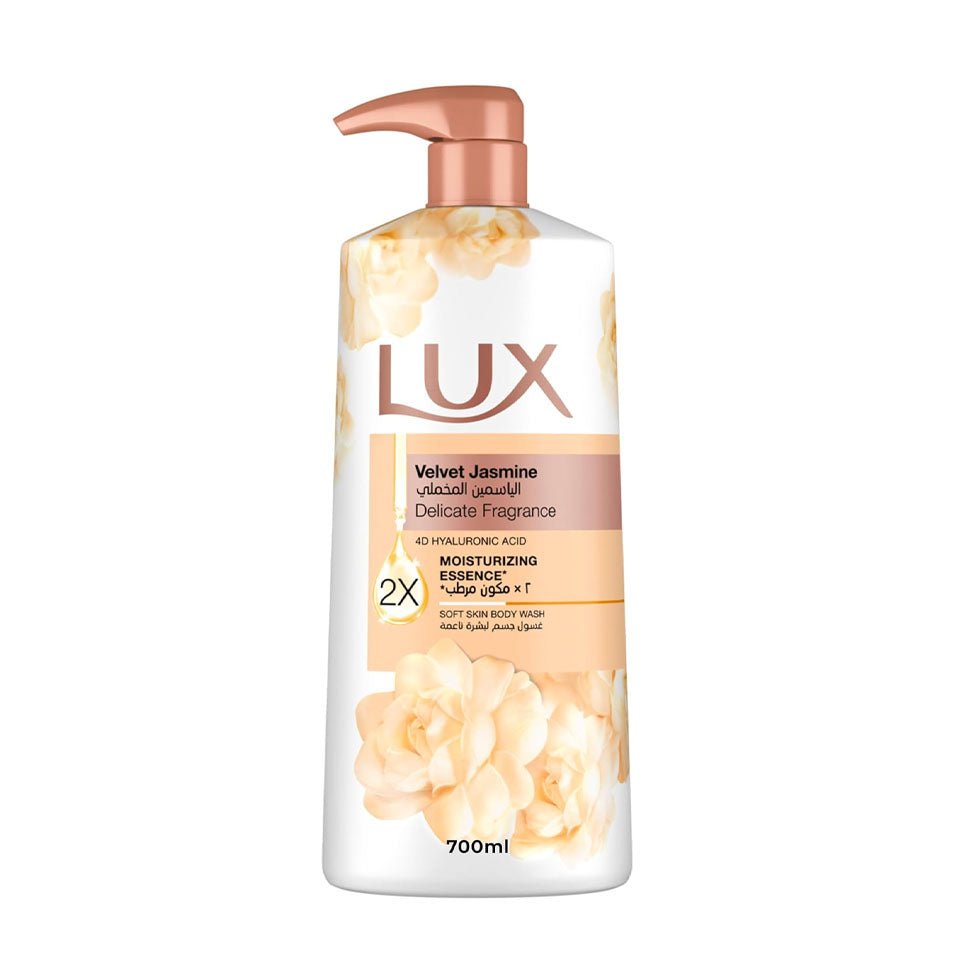 LUX
Velvet Jasmine
الياسمين المخملي
Delicate Fragrance
4D HYALURONIC ACID
2X
MOISTURIZING
ESSENCE*
٢ × مكون مرطب*
SOFT SKIN BODY WASH
غسول جسم لبشرة ناعمة
700ml